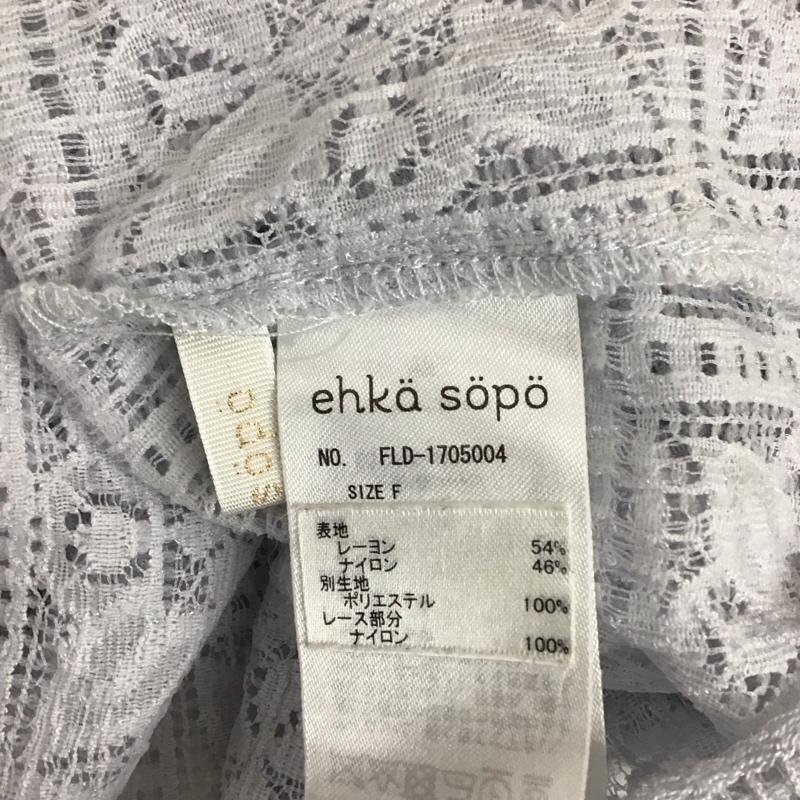 ehkä söpö
NO. FLD-1705004
SIZE F
表地
レーヨン 54%
ナイロン 46%
別生地
ポリエステル 100%
レース部分
ナイロン 100%